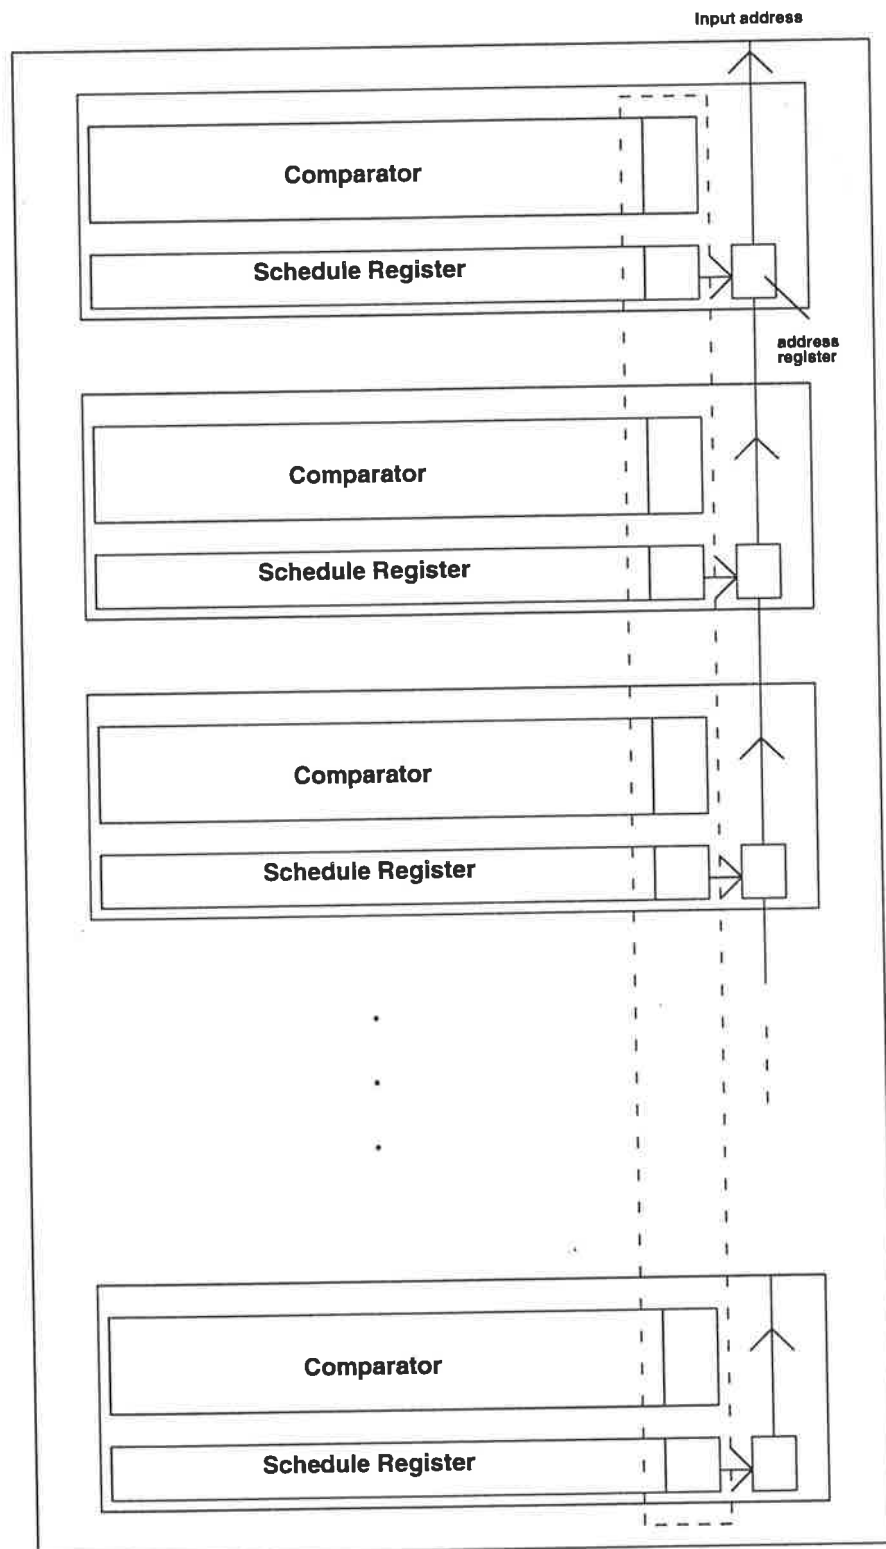 Input address
Comparator
Schedule Register
address
register
Comparator
Schedule Register
Comparator
Schedule Register
Comparator
Schedule Register